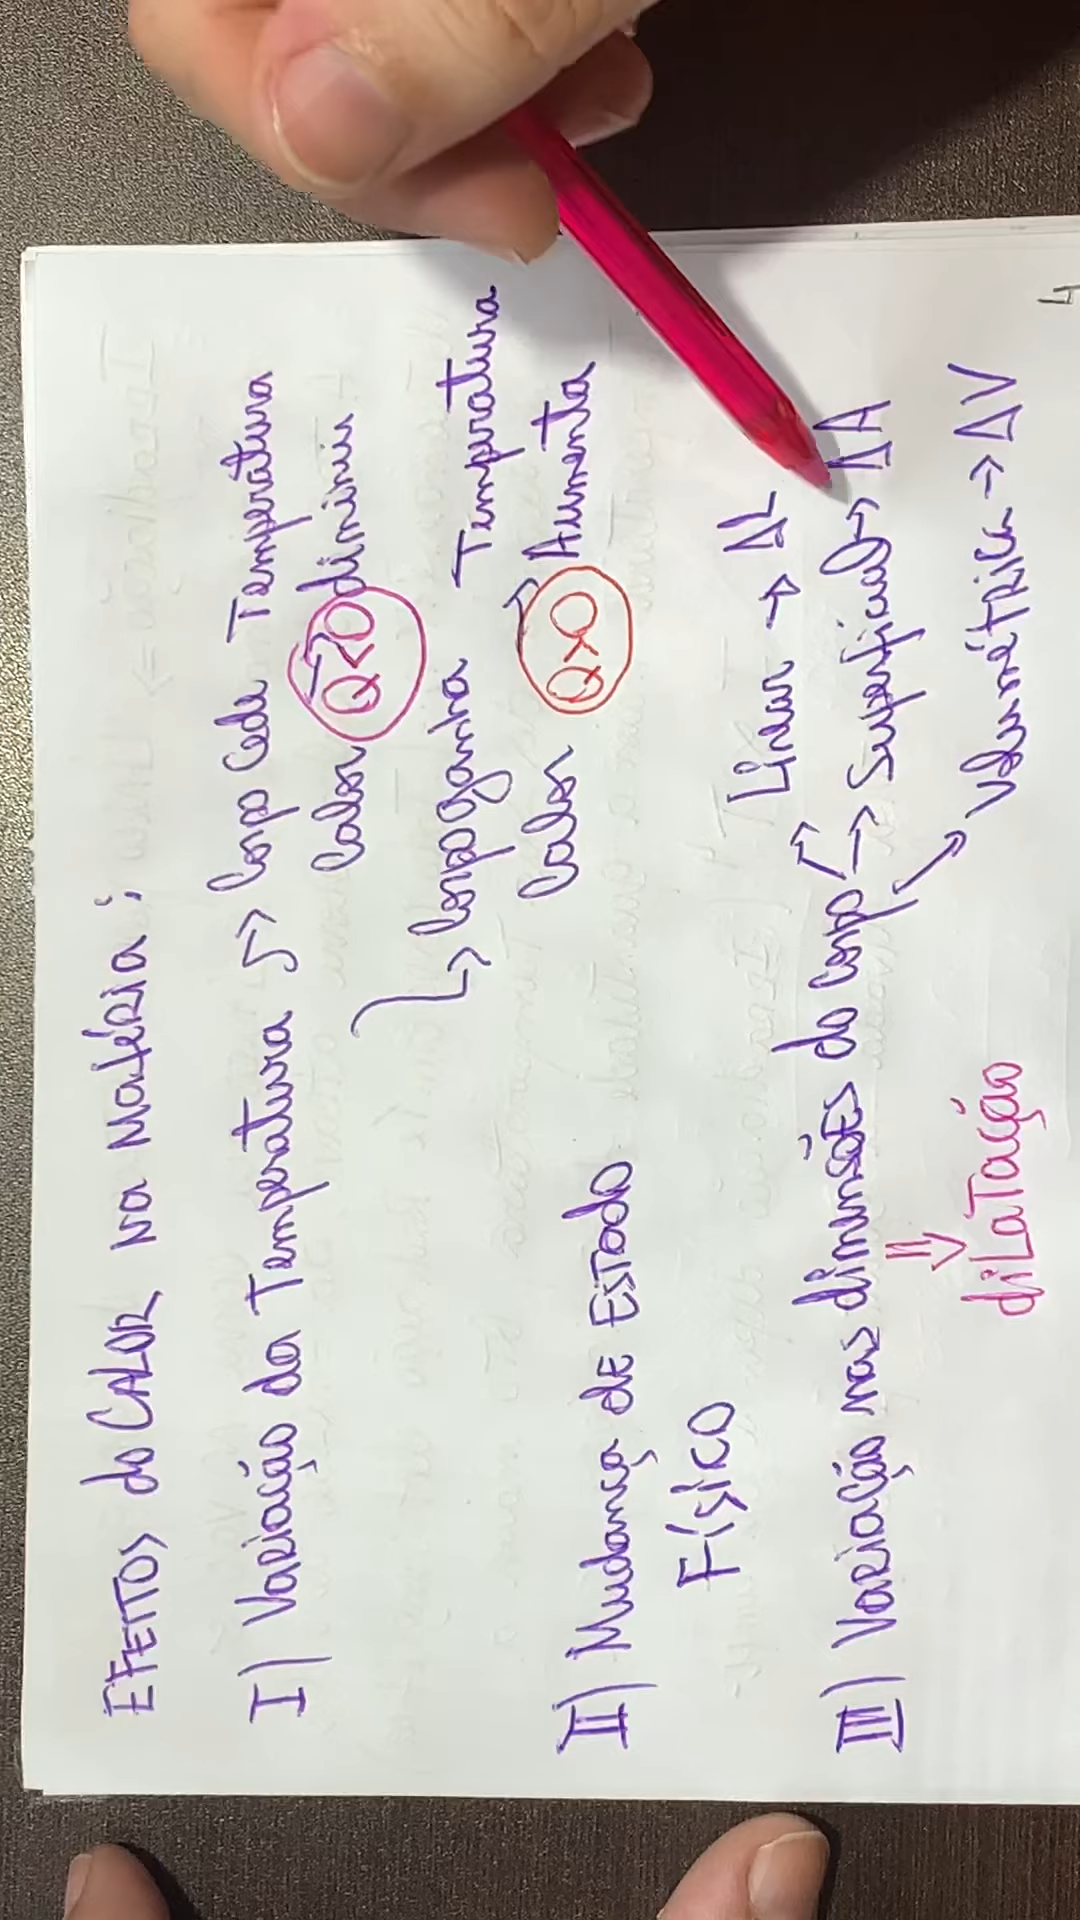 EFEITOS do CALOR na Matéria:
I) Variação da Temperatura → Corpo Cede Temperatura
Calor Q<0 → diminui
↳ Corpo ganha Temperatura
Calor Q>0 → Aumenta
II) Mudança de ESTADO
Físico
Linear → ΔL
III) Variação nas dimensões do corpo → Superficial → ΔA
Volumétrica → ΔV
⇓
diLaTação